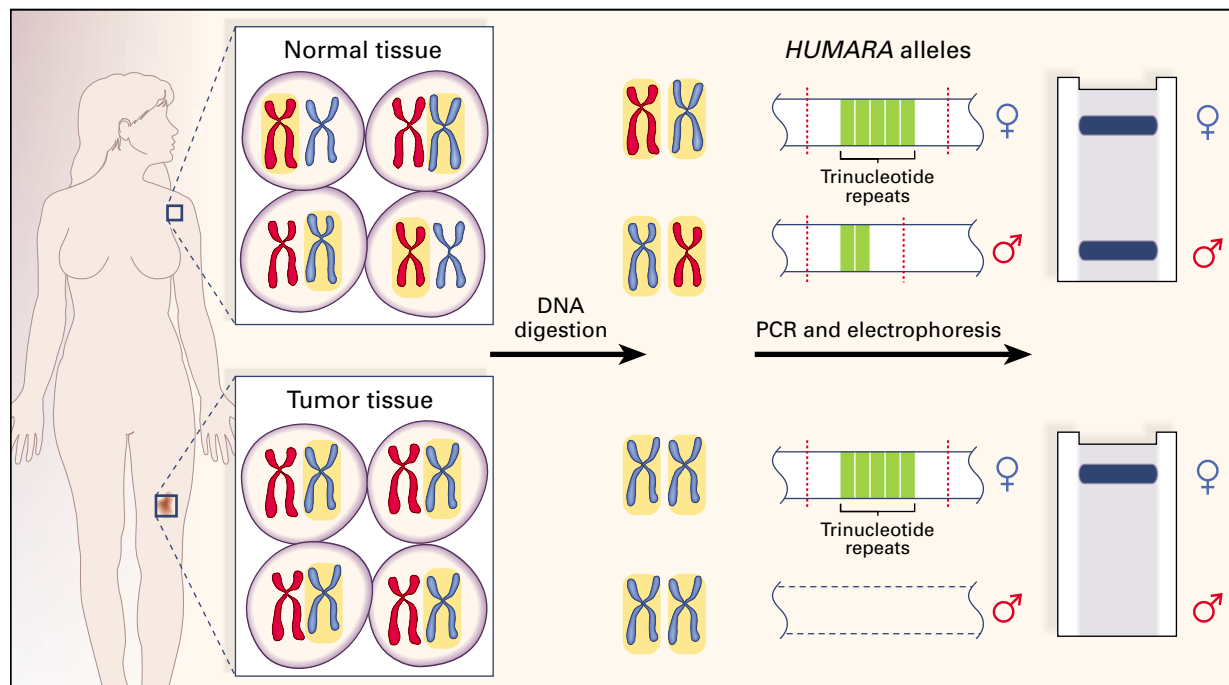 Normal tissue
HUMARA alleles
♀
♀
Trinucleotide
repeats
♂
♂
DNA
digestion
PCR and electrophoresis
Tumor tissue
♀
♀
Trinucleotide
repeats
♂
♂